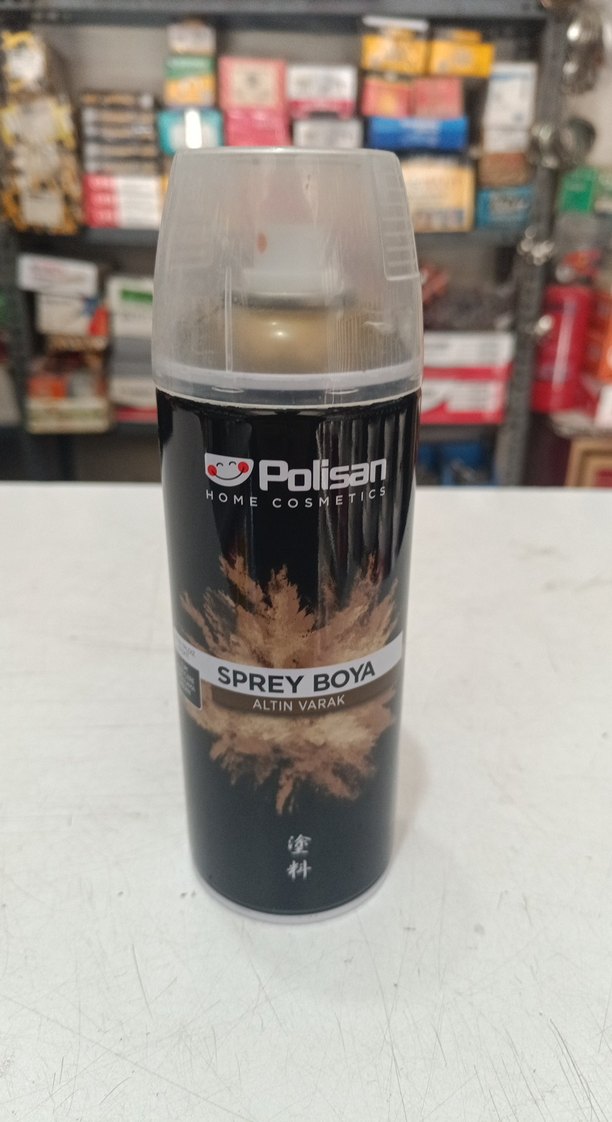 Polisan
HOME COSMETICS
SPREY BOYA
ALTIN VARAK
塗
料